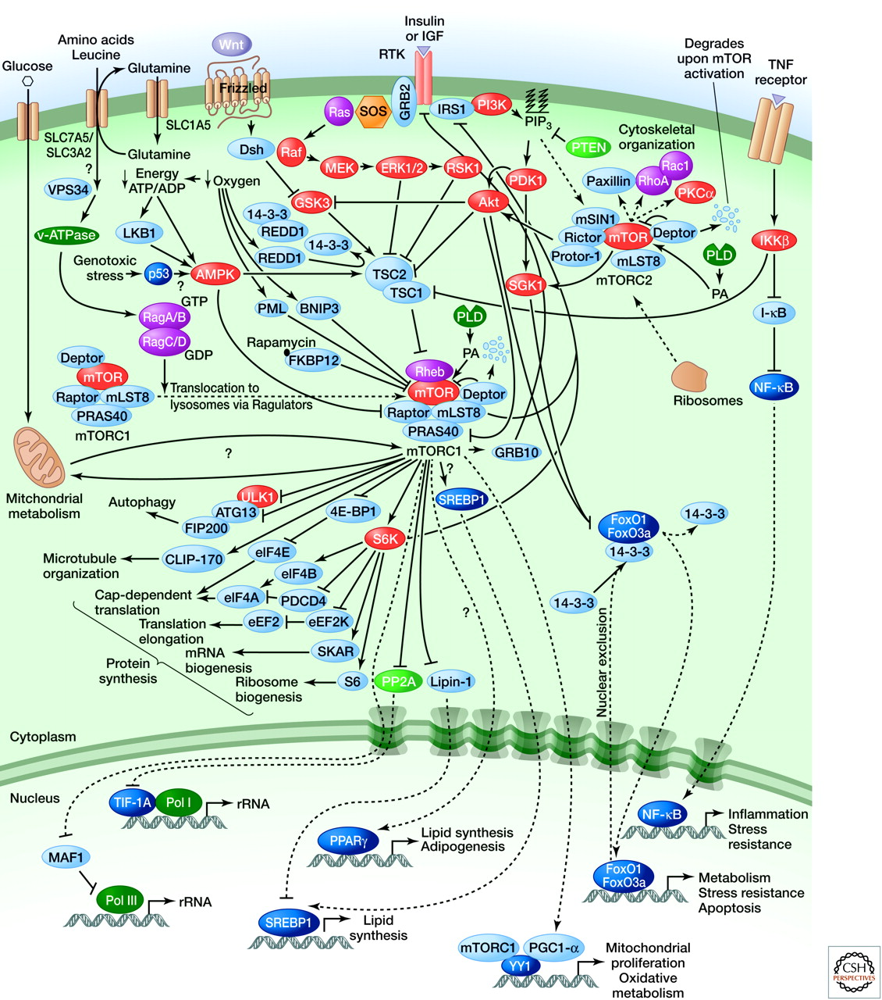 Insulin
or IGF
Amino acids
Leucine
Glucose
Glutamine
Wnt
RTK
Degrades
upon mTOR
activation
TNF
receptor
Frizzled
Ras
SOS
GRB2
IRS1
PI3K
PIP3
SLC1A5
SLC7A5/
SLC3A2
Glutamine
?
Dsh
Raf
MEK
ERK1/2
RSK1
PTEN
Cytoskeletal
organization
Rac1
Paxillin
RhoA
PKCα
PDK1
VPS34
Energy
ATP/ADP
Oxygen
GSK3
Akt
14-3-3
REDD1
14-3-3
REDD1
mSIN1
Rictor
mTOR
Deptor
Protor-1
mLST8
mTORC2
PLD
PA
IKKβ
v-ATPase
LKB1
Genotoxic
stress
p53
?
AMPK
TSC2
TSC1
SGK1
GTP
RagA/B
RagC/D
GDP
PML
BNIP3
PLD
PA
I-κB
Rapamycin
FKBP12
Rheb
mTOR
Deptor
Raptor
mLST8
PRAS40
mTORC1
Ribosomes
NF-κB
Deptor
mTOR
Raptor
mLST8
PRAS40
mTORC1
Translocation to
lysosomes via Ragulators
?
GRB10
?
Mitchondrial
metabolism
Autophagy
ULK1
ATG13
FIP200
4E-BP1
SREBP1
S6K
FoxO1
FoxO3a
14-3-3
14-3-3
14-3-3
Microtubule
organization
CLIP-170
eIF4E
eIF4B
Cap-dependent
translation
eIF4A
PDCD4
Translation
elongation
eEF2
eEF2K
?
mRNA
biogenesis
SKAR
Protein
synthesis
Ribosome
biogenesis
S6
PP2A
Lipin-1
Nuclear exclusion
Cytoplasm
Nucleus
TIF-1A
Pol I
rRNA
MAF1
Pol III
rRNA
PPARγ
Lipid synthesis
Adipogenesis
NF-κB
Inflammation
Stress
resistance
FoxO1
FoxO3a
Metabolism
Stress resistance
Apoptosis
SREBP1
Lipid
synthesis
mTORC1
PGC1-α
YY1
Mitochondrial
proliferation
Oxidative
metabolism
CSH
PERSPECTIVES